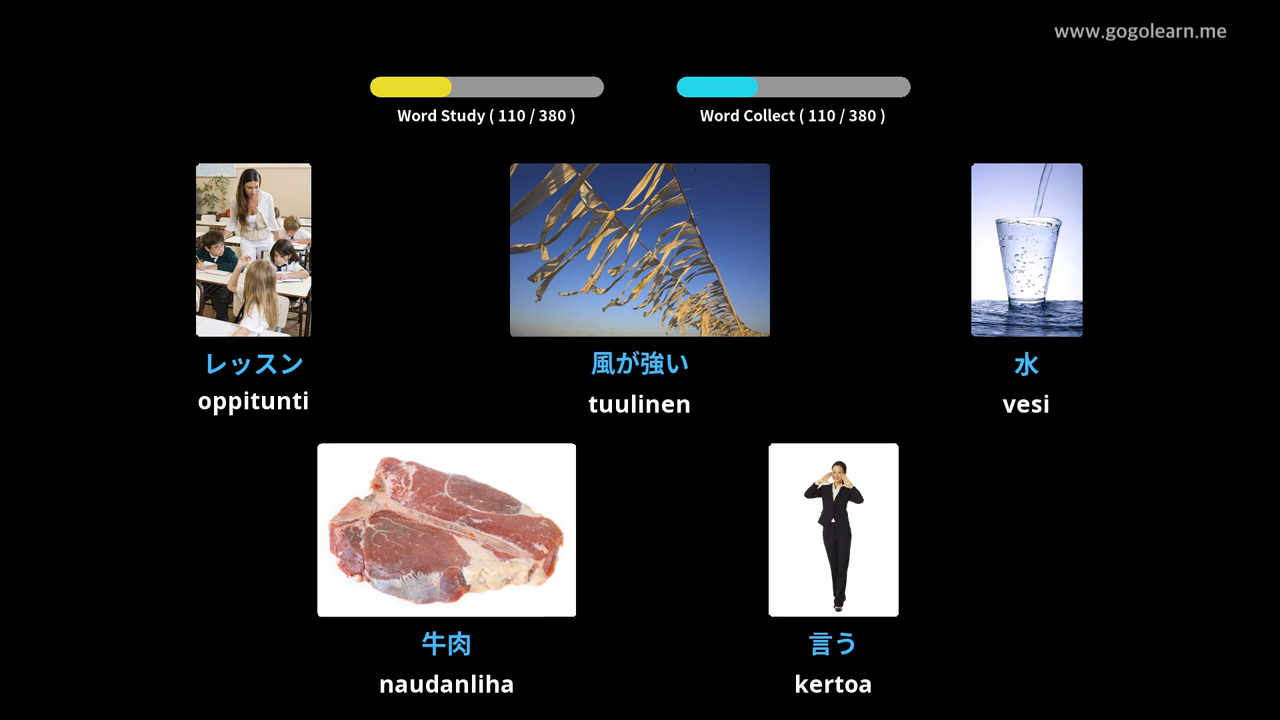 www.gogolearn.me
Word Study ( 110 / 380 )
Word Collect ( 110 / 380 )
レッスン
oppitunti
風が強い
tuulinen
水
vesi
牛肉
naudanliha
言う
kertoa